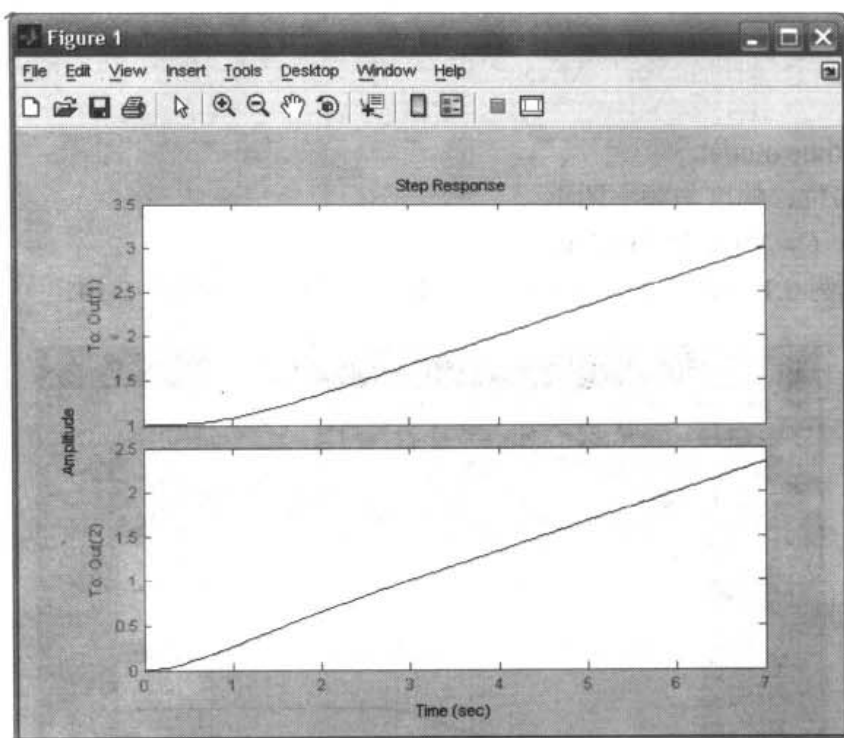 Figure 1
File Edit View Insert Tools Desktop Window Help
Step Response
3.5
3
2.5
2
1.5
1
To: Out(1)
Amplitude
2.5
2
1.5
1
0.5
0
To: Out(2)
0 1 2 3 4 5 6 7
Time (sec)